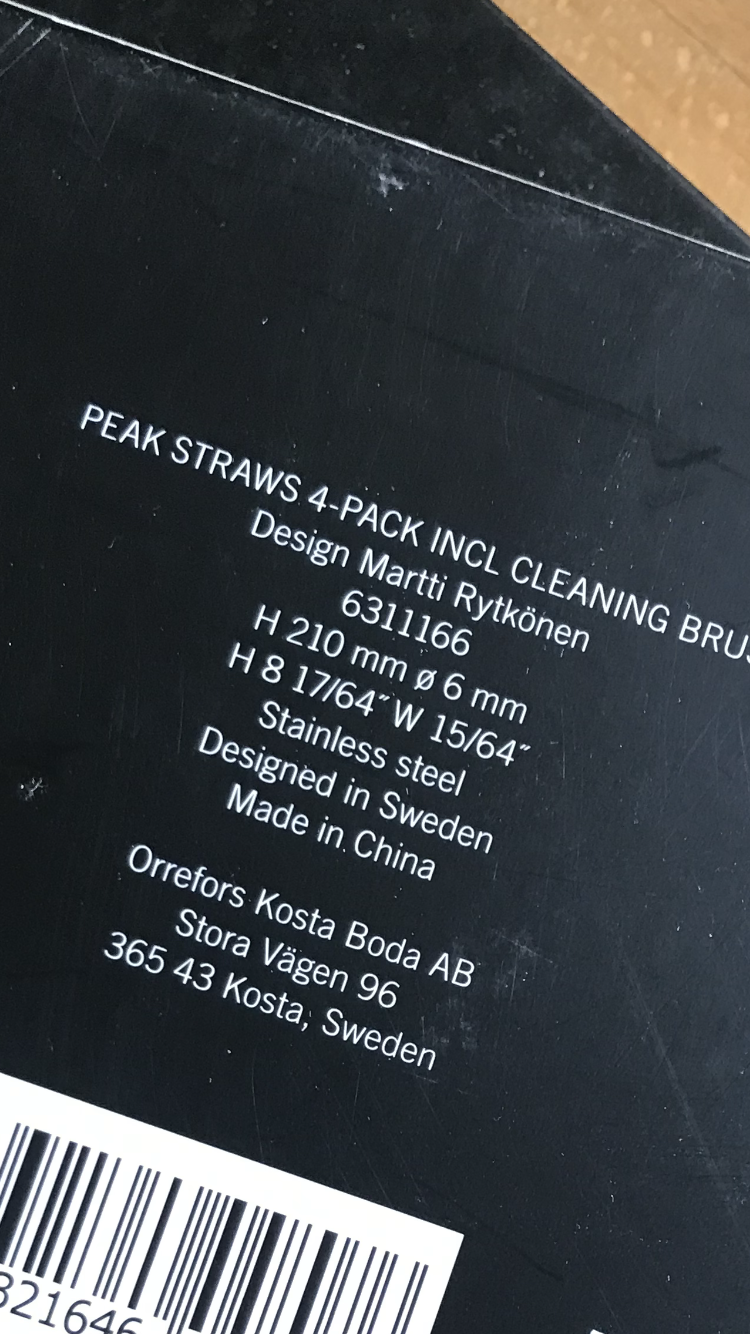 PEAK STRAWS 4-PACK INCL CLEANING
Design Martti Rytkönen
6311166
H 210 mm ø 6 mm
H 8 17/64″ W 15/64″
Stainless steel
Designed in Sweden
Made in China
Orrefors Kosta Boda AB
Stora Vägen 96
365 43 Kosta, Sweden